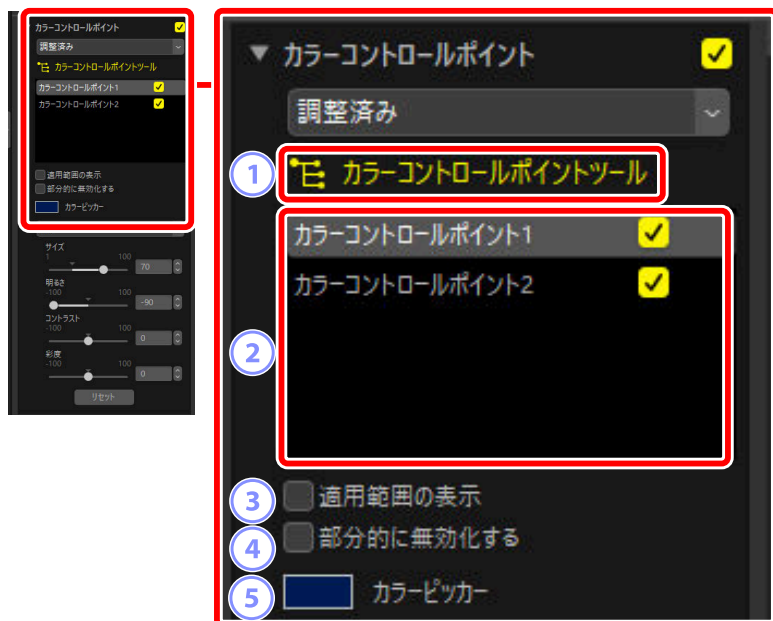 カラーコントロールポイント
調整済み
カラーコントロールポイントツール
カラーコントロールポイント1
カラーコントロールポイント2
適用範囲の表示
部分的に無効化する
カラーピッカー
サイズ
1 100
70
明るさ
-100 100
-90
コントラスト
-100 100
0
彩度
-100 100
0
リセット
カラーコントロールポイント
調整済み
1 カラーコントロールポイントツール
カラーコントロールポイント1
カラーコントロールポイント2
2
3 適用範囲の表示
4 部分的に無効化する
5 カラーピッカー